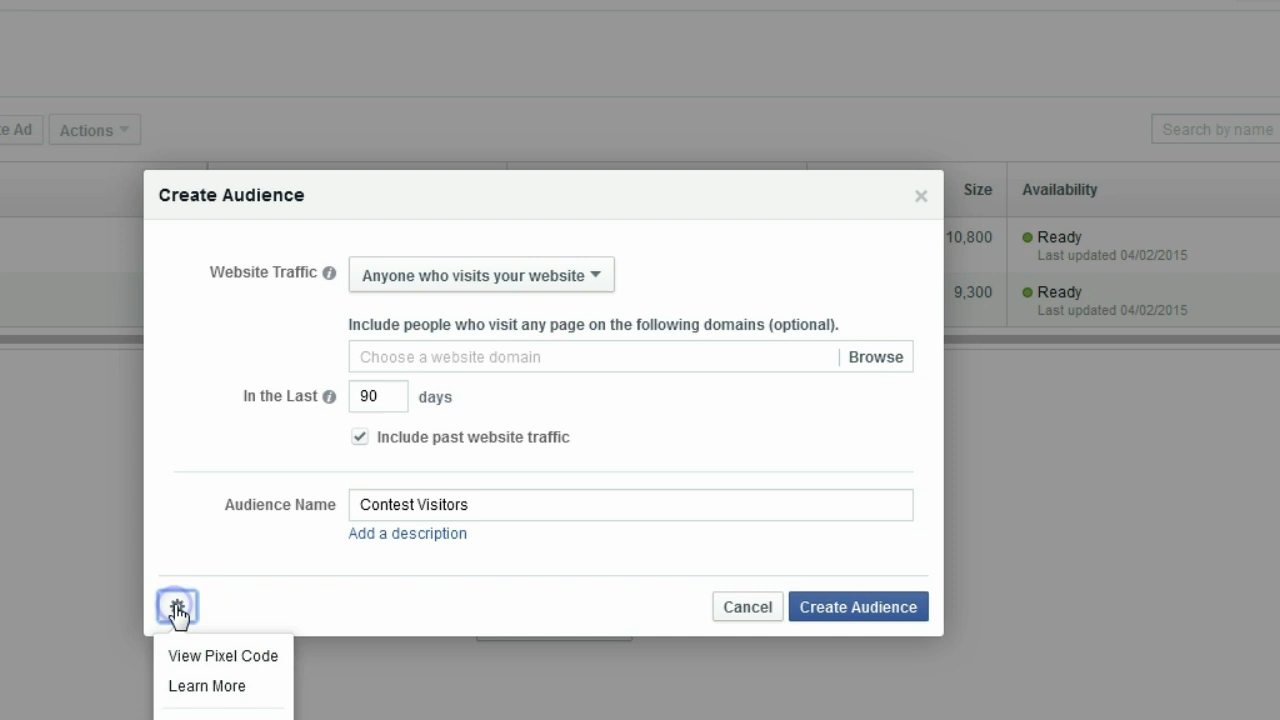 te Ad
Actions
Search by name
Create Audience
×
Size
Availability
Website Traffic
Anyone who visits your website
10,800
Ready
Last updated 04/02/2015
9,300
Ready
Last updated 04/02/2015
Include people who visit any page on the following domains (optional).
Choose a website domain
Browse
In the Last
90
days
Include past website traffic
Audience Name
Contest Visitors
Add a description
Cancel
Create Audience
View Pixel Code
Learn More